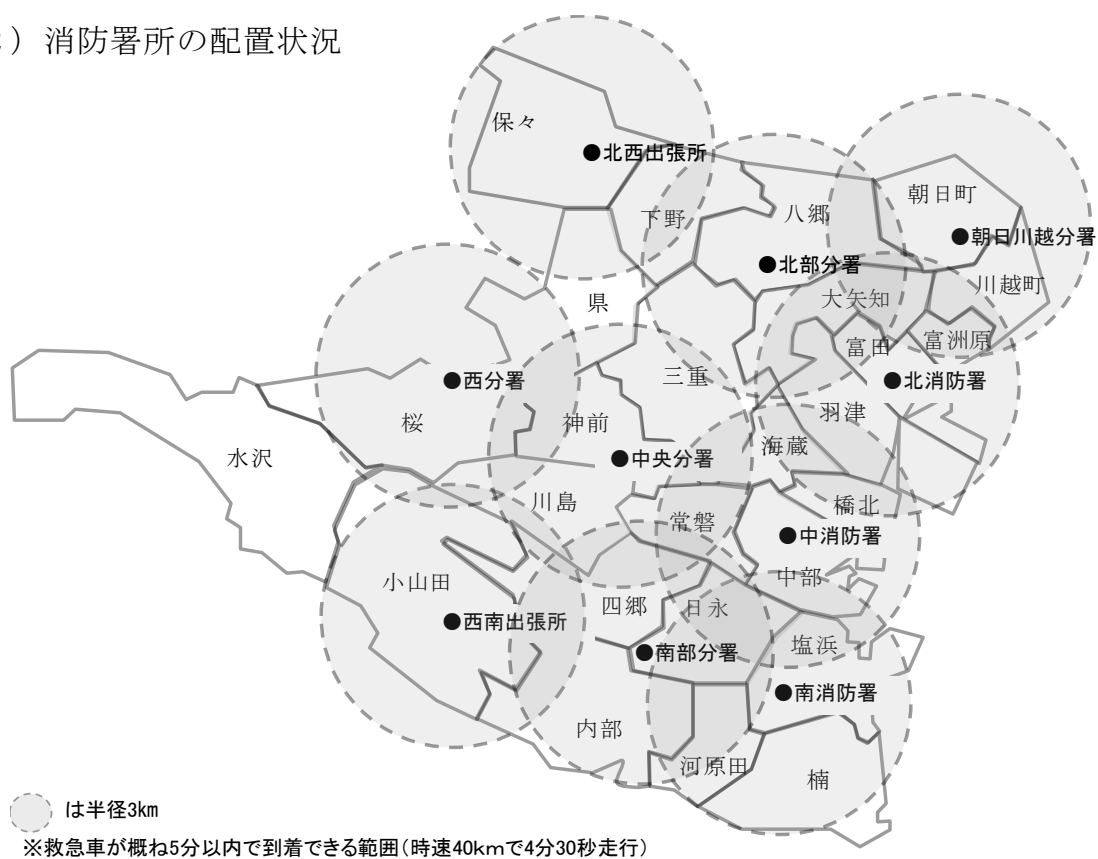 ）消防署所の配置状況
保々
●北西出張所
朝日町
下野
八郷
●朝日川越分署
●北部分署
川越町
県
大矢知
富田
富洲原
三重
●西分署
●北消防署
桜
神前
羽津
海蔵
水沢
●中央分署
川島
橋北
常磐
●中消防署
小山田
中部
四郷
日永
●西南出張所
塩浜
●南部分署
●南消防署
内部
河原田
楠
は半径3km
※救急車が概ね5分以内で到着できる範囲（時速40kmで4分30秒走行）